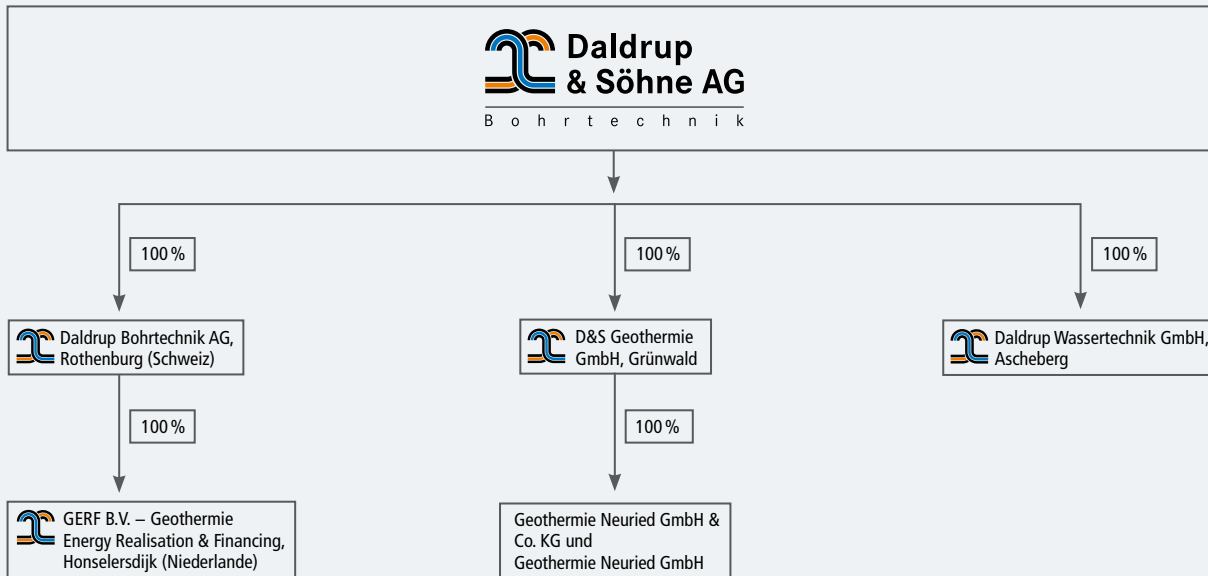 Daldrup
& Söhne AG
Bohrtechnik
100 %
100 %
100 %
Daldrup Bohrtechnik AG,
Rothenburg (Schweiz)
D&S Geothermie
GmbH, Grünwald
Daldrup Wassertechnik GmbH,
Ascheberg
100 %
100 %
GERF B.V. – Geothermie
Energy Realisation & Financing,
Honselersdijk (Niederlande)
Geothermie Neuried GmbH &
Co. KG und
Geothermie Neuried GmbH